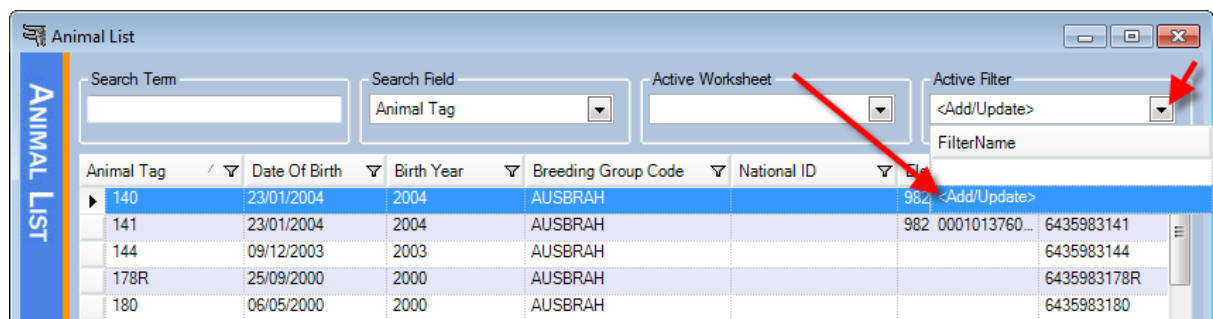 Animal List
ANIMAL LIST
Search Term Search Field Active Worksheet Active Filter
Animal Tag <Add/Update>
FilterName
Animal Tag Date Of Birth Birth Year Breeding Group Code National ID
140 23/01/2004 2004 AUSBRAH 982 <Add/Update>
141 23/01/2004 2004 AUSBRAH 982 0001013760... 6435983141
144 09/12/2003 2003 AUSBRAH 6435983144
178R 25/09/2000 2000 AUSBRAH 6435983178R
180 06/05/2000 2000 AUSBRAH 6435983180